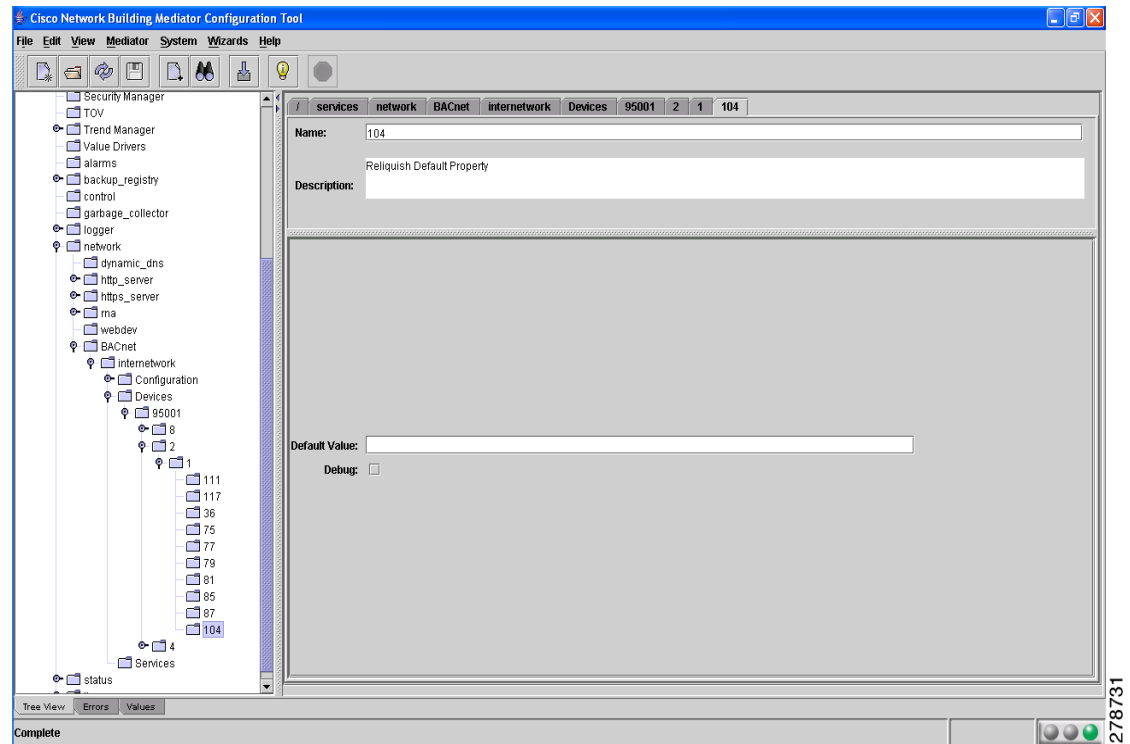 Cisco Network Building Mediator Configuration Tool
File Edit View Mediator System Wizards Help
Security Manager
TOV
Trend Manager
Value Drivers
alarms
backup_registry
control
garbage_collector
logger
network
dynamic_dns
http_server
https_server
rna
webdev
BACnet
internetwork
Configuration
Devices
95001
8
2
1
111
117
36
75
77
79
81
85
87
104
4
Services
status
/ services network BACnet internetwork Devices 95001 2 1 104
Name: 104
Reliquish Default Property
Description:
Default Value:
Debug:
Tree View Errors Values
Complete
278731